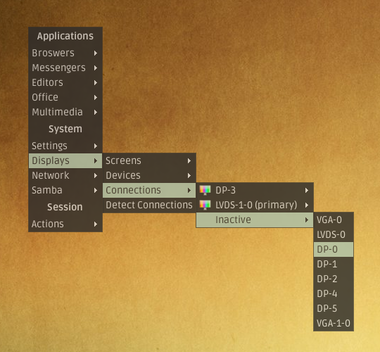 Applications
Broswers
Messengers
Editors
Office
Multimedia
System
Settings
Displays
Network
Samba
Session
Actions
Screens
Devices
Connections
Detect Connections
DP-3
LVDS-1-0 (primary)
Inactive
VGA-0
LVDS-0
DP-0
DP-1
DP-2
DP-4
DP-5
VGA-1-0